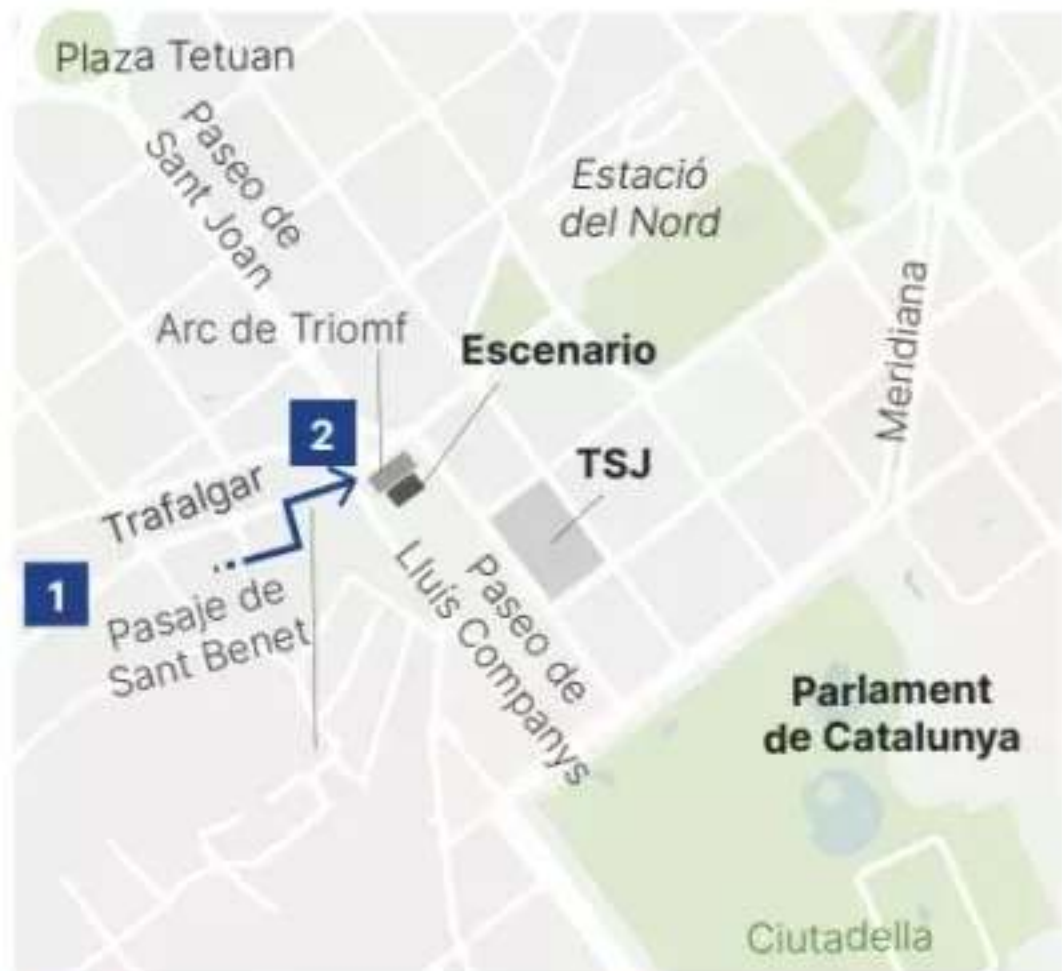 Plaza Tetuan
Paseo de
Sant Joan
Estació
del Nord
Arc de Triomf
Escenario
Meridiana
2
TSJ
Trafalgar
1
Pasaje de
Sant Benet
Paseo de
Lluís Companys
Parlament
de Catalunya
Ciutadella